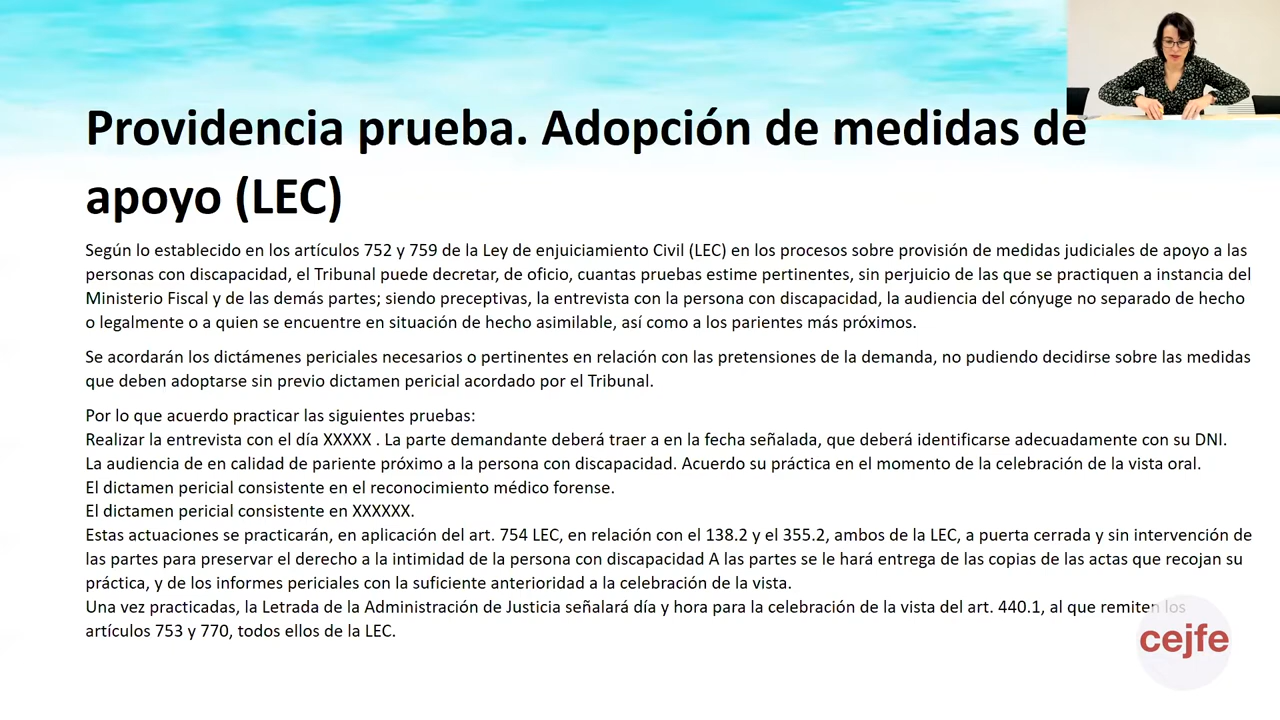 Providencia prueba. Adopción de medidas de
apoyo (LEC)
Según lo establecido en los artículos 752 y 759 de la Ley de enjuiciamiento Civil (LEC) en los procesos sobre provisión de medidas judiciales de apoyo a las
personas con discapacidad, el Tribunal puede decretar, de oficio, cuantas pruebas estime pertinentes, sin perjuicio de las que se practiquen a instancia del
Ministerio Fiscal y de las demás partes; siendo preceptivas, la entrevista con la persona con discapacidad, la audiencia del cónyuge no separado de hecho
o legalmente o a quien se encuentre en situación de hecho asimilable, así como a los parientes más próximos.
Se acordarán los dictámenes periciales necesarios o pertinentes en relación con las pretensiones de la demanda, no pudiendo decidirse sobre las medidas
que deben adoptarse sin previo dictamen pericial acordado por el Tribunal.
Por lo que acuerdo practicar las siguientes pruebas:
Realizar la entrevista con el día XXXXX . La parte demandante deberá traer a en la fecha señalada, que deberá identificarse adecuadamente con su DNI.
La audiencia de en calidad de pariente próximo a la persona con discapacidad. Acuerdo su práctica en el momento de la celebración de la vista oral.
El dictamen pericial consistente en el reconocimiento médico forense.
El dictamen pericial consistente en XXXXXX.
Estas actuaciones se practicarán, en aplicación del art. 754 LEC, en relación con el 138.2 y el 355.2, ambos de la LEC, a puerta cerrada y sin intervención de
las partes para preservar el derecho a la intimidad de la persona con discapacidad A las partes se le hará entrega de las copias de las actas que recojan su
práctica, y de los informes periciales con la suficiente anterioridad a la celebración de la vista.
Una vez practicadas, la Letrada de la Administración de Justicia señalará día y hora para la celebración de la vista del art. 440.1, al que remiten los
artículos 753 y 770, todos ellos de la LEC.
cejfe